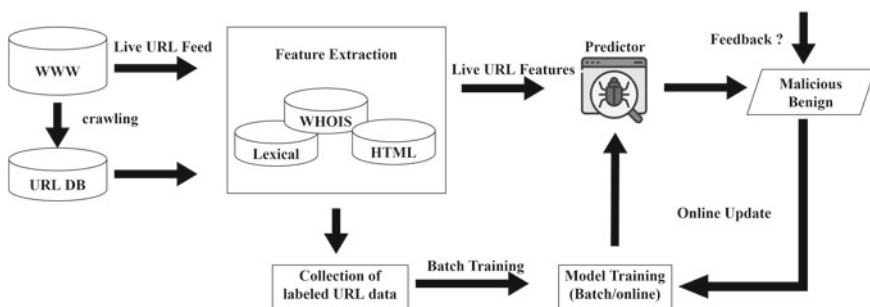 Live URL Feed
WWW
crawling
URL DB
Feature Extraction
WHOIS
Lexical
HTML
Live URL Features
Predictor
Feedback ?
Malicious
Benign
Online Update
Collection of
labeled URL data
Batch Training
Model Training
(Batch/online)